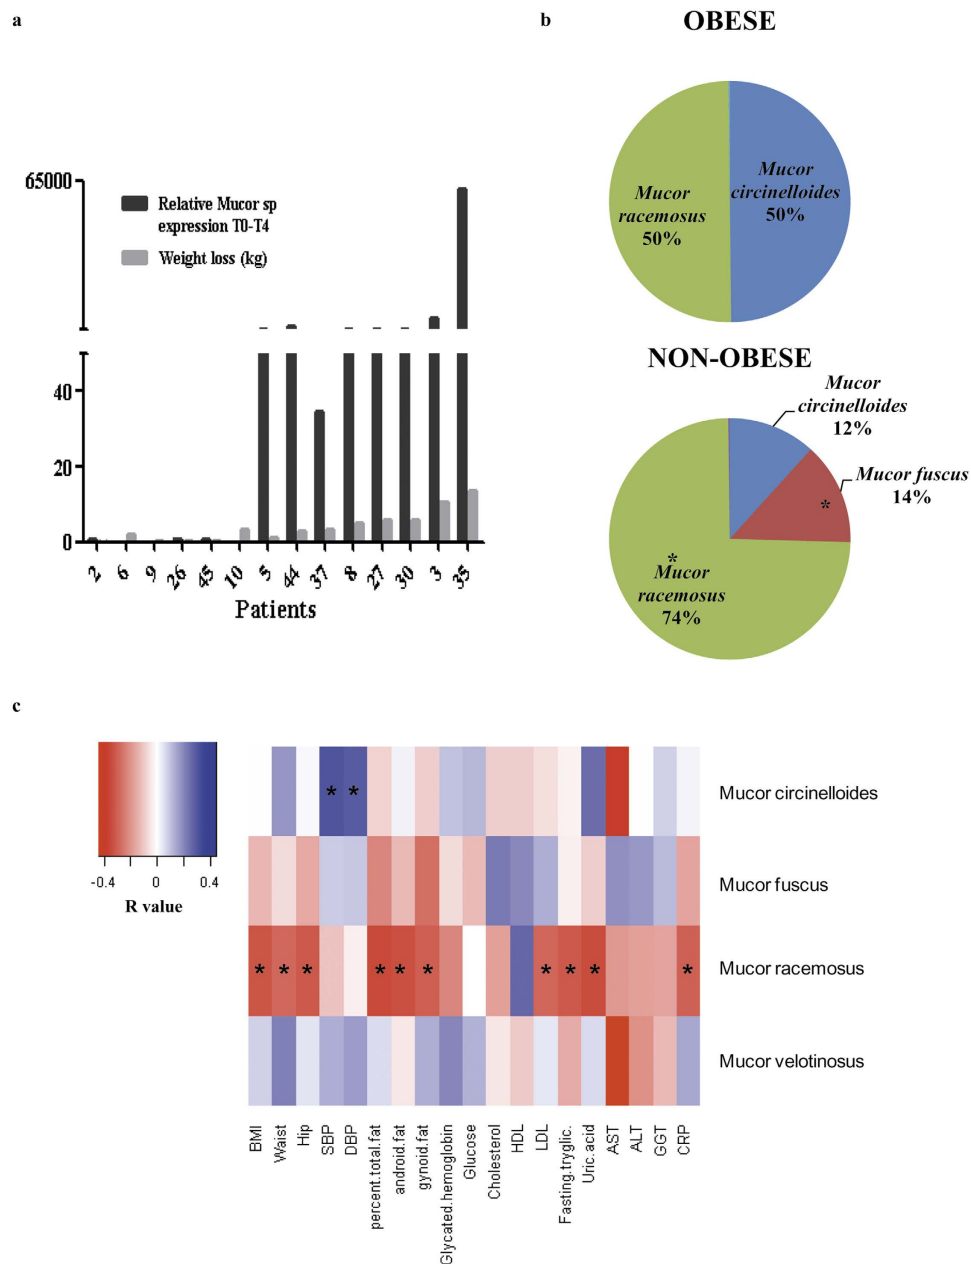 a
65000
Relative Mucor sp
expression T0-T4
Weight loss (kg)
40
20
0
2 6 9 26 45 10 5 44 37 8 27 30 3 35
Patients
b
OBESE
Mucor
racemosus
50%
Mucor
circinelloides
50%
NON-OBESE
Mucor
circinelloides
12%
Mucor fuscus
14%
*
*
Mucor
racemosus
74%
c
-0.4 0 0.4
R value
* *
Mucor circinelloides
Mucor fuscus
* * * * * * * * * *
Mucor racemosus
Mucor velotinosus
BMI
Waist
Hip
SBP
DBP
percent.total.fat
android.fat
gynoid.fat
Glycated.hemoglobin
Glucose
Cholesterol
HDL
LDL
Fasting.tryglic.
Uric.acid
AST
ALT
GGT
CRP